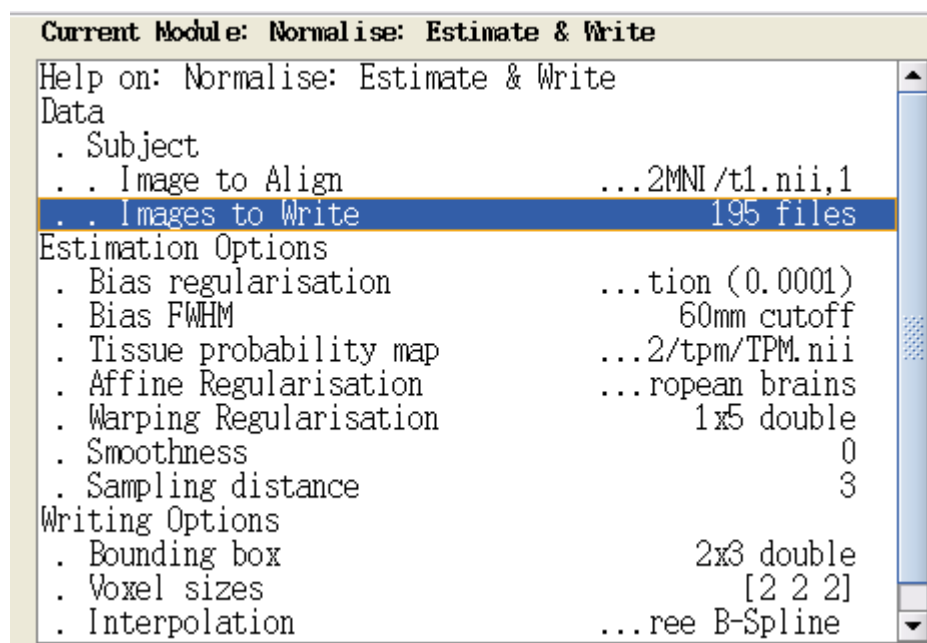 Current Module: Normalise: Estimate & Write
Help on: Normalise: Estimate & Write
Data
. Subject
. . Image to Align ...2MNI/t1.nii,1
. . Images to Write 195 files
Estimation Options
. Bias regularisation ...tion (0.0001)
. Bias FWHM 60mm cutoff
. Tissue probability map ...2/tpm/TPM.nii
. Affine Regularisation ...ropean brains
. Warping Regularisation 1x5 double
. Smoothness 0
. Sampling distance 3
Writing Options
. Bounding box 2x3 double
. Voxel sizes [2 2 2]
. Interpolation ...ree B-Spline